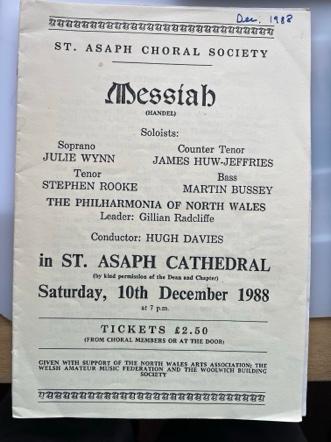 Dec. 1988
ST. ASAPH CHORAL SOCIETY
Messiah
(HANDEL)
Soloists:
Soprano Counter Tenor
JULIE WYNN JAMES HUW-JEFFRIES
Tenor Bass
STEPHEN ROOKE MARTIN BUSSEY
THE PHILHARMONIA OF NORTH WALES
Leader: Gillian Radcliffe
Conductor: HUGH DAVIES
in ST. ASAPH CATHEDRAL
(by kind permission of the Dean and Chapter)
Saturday, 10th December 1988
at 7 p.m.
TICKETS £2.50
(FROM CHORAL MEMBERS OR AT THE DOOR)
GIVEN WITH SUPPORT OF THE NORTH WALES ARTS ASSOCIATION; THE
WELSH AMATEUR MUSIC FEDERATION AND THE WOOLWICH BUILDING
SOCIETY